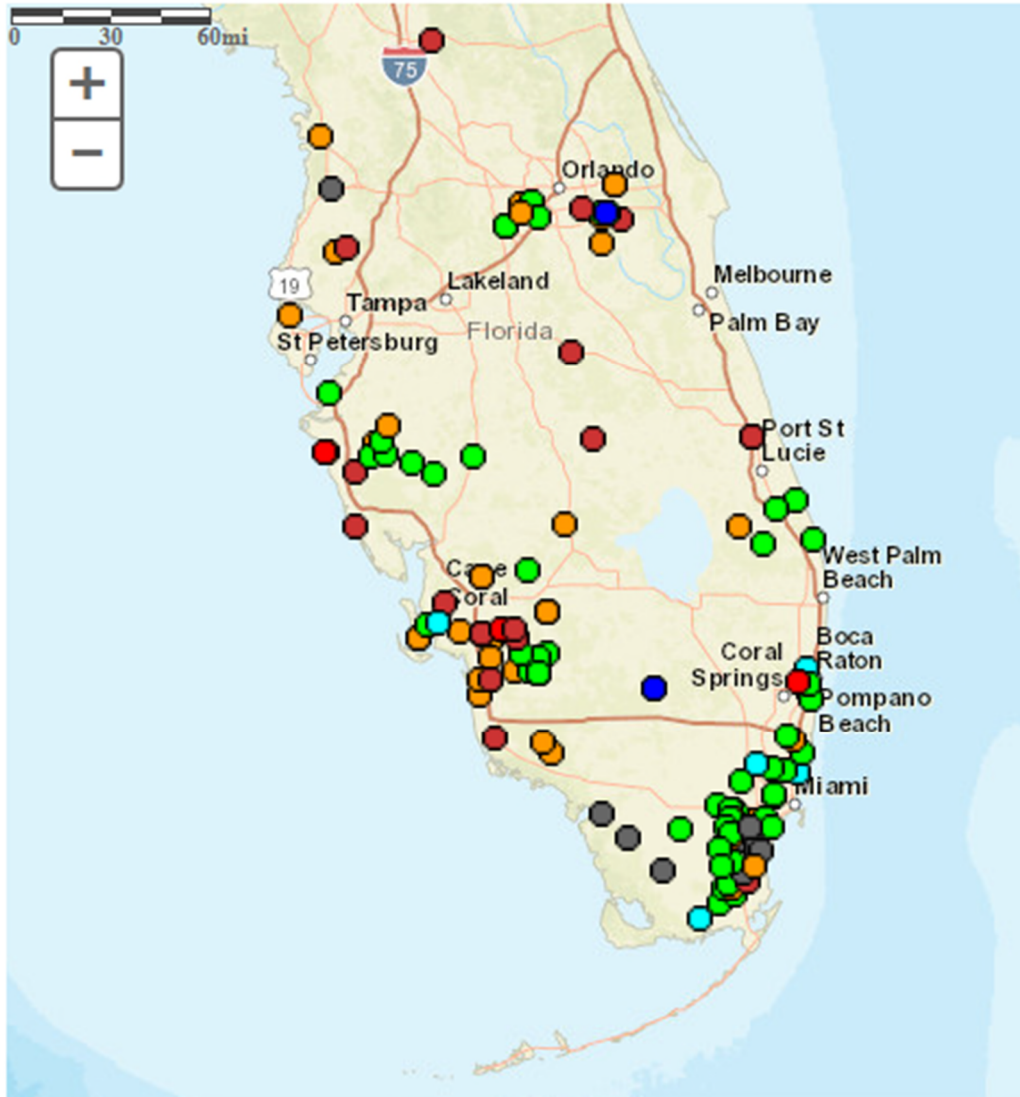 0 30 60mi
+
75
−
Orlando
Melbourne
Lakeland
19
Tampa
Palm Bay
Florida
St Petersburg
Port St
Lucie
West Palm
Beach
Cape
Coral
Boca
Raton
Coral
Springs
Pompano
Beach
Miami